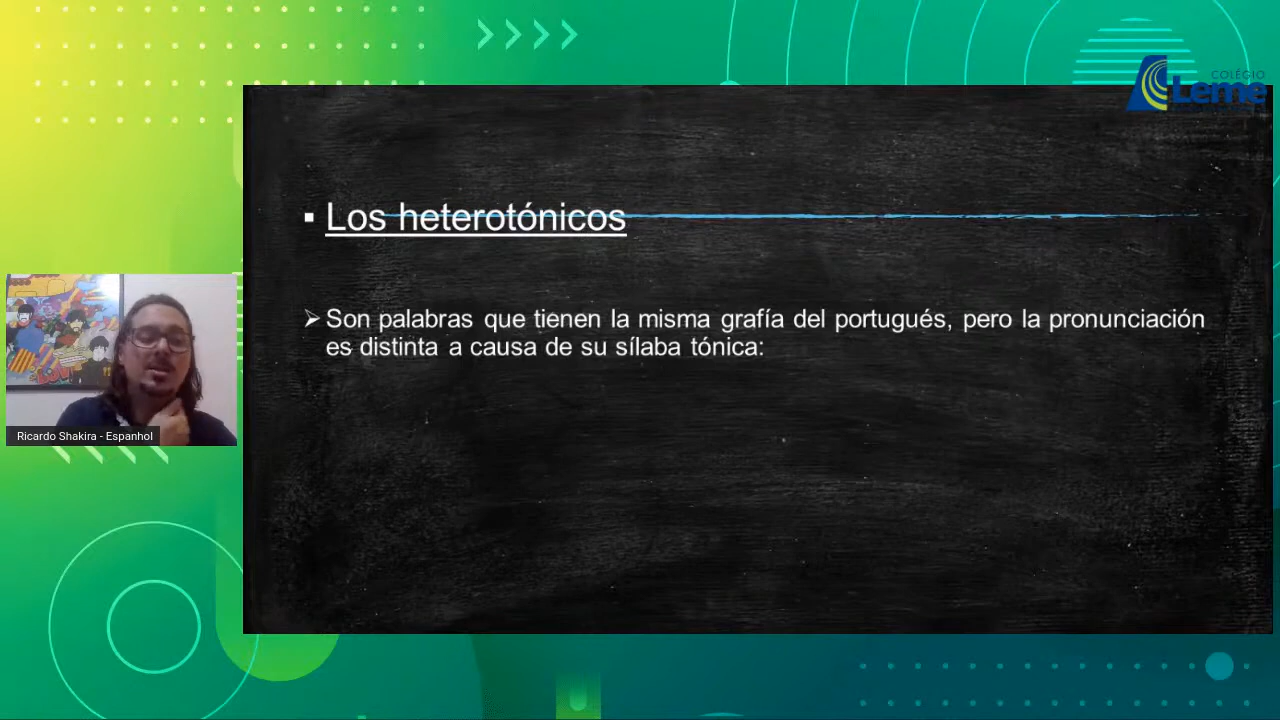 COLÉGIO
Leme
▪ Los heterotónicos
➢ Son palabras que tienen la misma grafía del portugués, pero la pronunciación
es distinta a causa de su sílaba tónica:
Ricardo Shakira - Espanhol